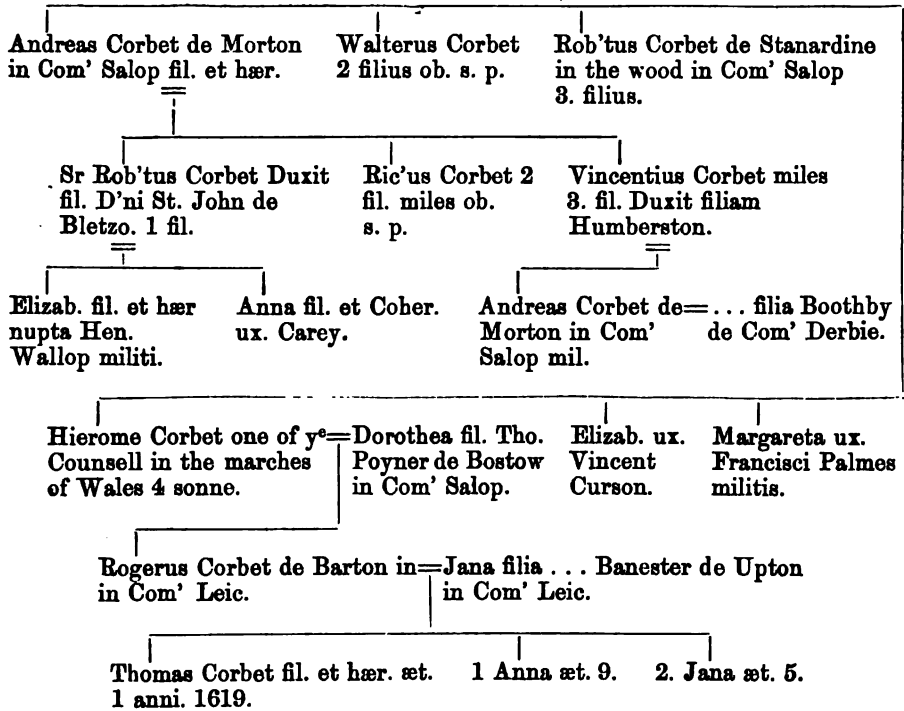 Andreas Corbet de Morton
in Com' Salop fil. et hær.
Walterus Corbet
2 filius ob. s. p.
Rob'tus Corbet de Stanardine
in the wood in Com' Salop
3. filius.
Sr Rob'tus Corbet Duxit
fil. D'ni St. John de
Bletzo. 1 fil.
Ric'us Corbet 2
fil. miles ob.
s. p.
Vincentius Corbet miles
3. fil. Duxit filiam
Humberston.
Elizab. fil. et hær
nupta Hen.
Wallop militi.
Anna fil. et Coher.
ux. Carey.
Andreas Corbet de
Morton in Com'
Salop mil.
=... filia Boothby
de Com' Derbie.
Hierome Corbet one of yᵉ
Counsell in the marches
of Wales 4 sonne.
=Dorothea fil. Tho.
Poyner de Bostow
in Com' Salop.
Elizab. ux.
Vincent
Curson.
Margareta ux.
Francisci Palmes
militis.
Rogerus Corbet de Barton in
in Com' Leic.
=Jana filia ... Banester de Upton
in Com' Leic.
Thomas Corbet fil. et hær. æt.
1 anni. 1619.
1 Anna æt. 9.
2. Jana æt. 5.